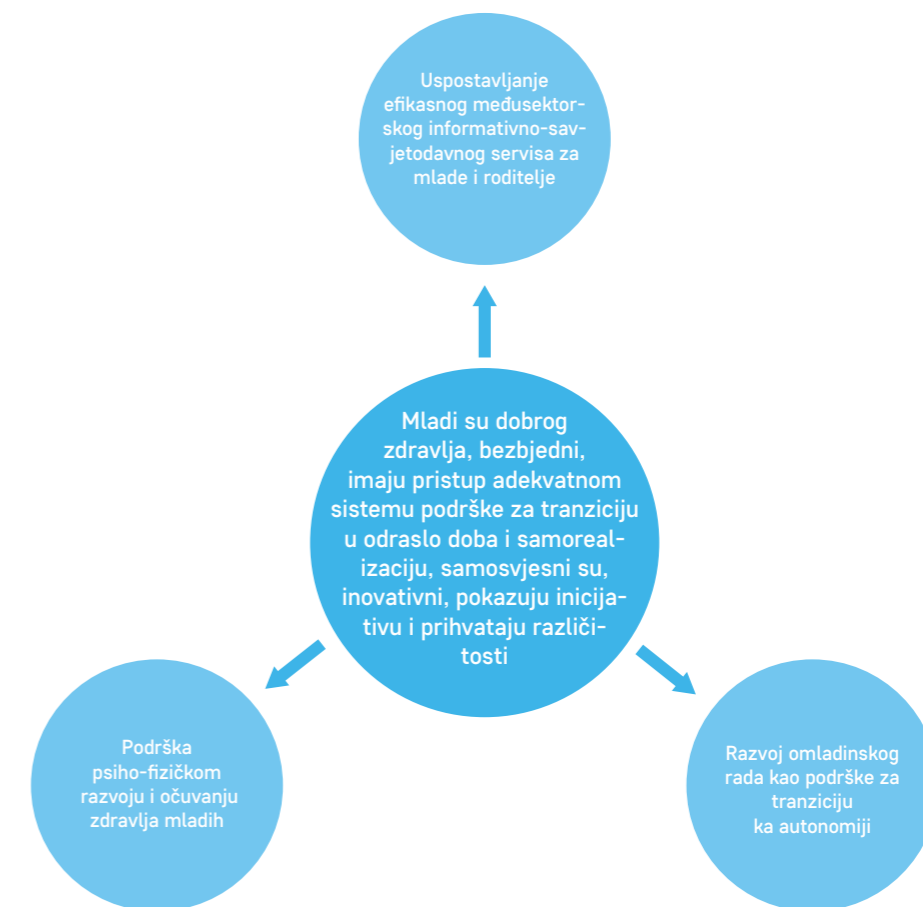 Uspostavljanje
efikasnog međusektor-
skog informativno-sav-
jetodavnog servisa za
mlade i roditelje
Mladi su dobrog
zdravlja, bezbjedni,
imaju pristup adekvatnom
sistemu podrške za tranziciju
u odraslo doba i samoreal-
izaciju, samosvjesni su,
inovativni, pokazuju inicija-
tivu i prihvataju različi-
tosti
Podrška
psiho-fizičkom
razvoju i očuvanju
zdravlja mladih
Razvoj omladinskog
rada kao podrške za
tranziciju
ka autonomiji